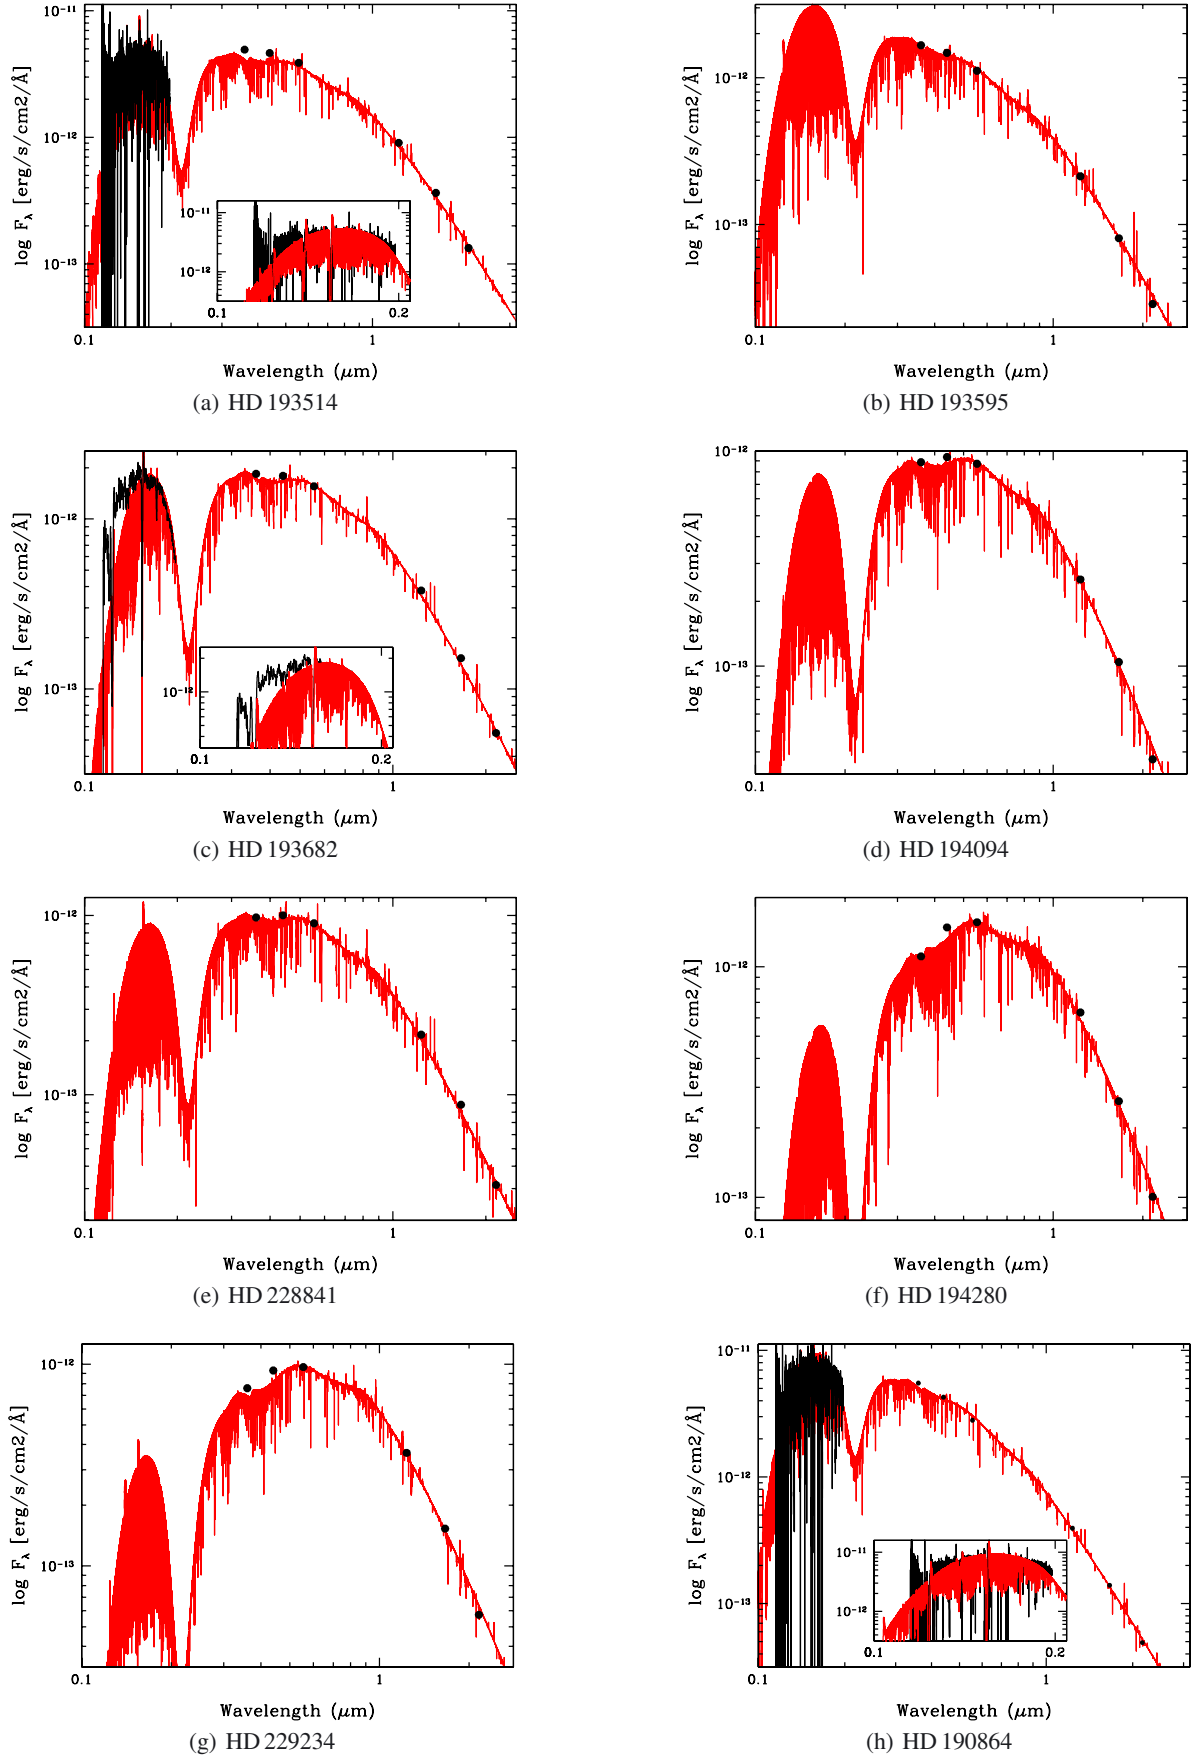 log F_λ [erg/s/cm2/Å]
10⁻¹¹
10⁻¹²
10⁻¹³
0.1
1
10⁻¹¹
10⁻¹²
0.1
0.2
Wavelength (μm)
(a) HD 193514
log F_λ [erg/s/cm2/Å]
10⁻¹²
10⁻¹³
0.1
1
Wavelength (μm)
(b) HD 193595
log F_λ [erg/s/cm2/Å]
10⁻¹²
10⁻¹³
0.1
1
10⁻¹²
0.1
0.2
Wavelength (μm)
(c) HD 193682
log F_λ [erg/s/cm2/Å]
10⁻¹²
10⁻¹³
0.1
1
Wavelength (μm)
(d) HD 194094
log F_λ [erg/s/cm2/Å]
10⁻¹²
10⁻¹³
0.1
1
Wavelength (μm)
(e) HD 228841
log F_λ [erg/s/cm2/Å]
10⁻¹²
10⁻¹³
0.1
1
Wavelength (μm)
(f) HD 194280
log F_λ [erg/s/cm2/Å]
10⁻¹²
10⁻¹³
0.1
1
Wavelength (μm)
(g) HD 229234
log F_λ [erg/s/cm2/Å]
10⁻¹¹
10⁻¹²
10⁻¹³
0.1
1
10⁻¹¹
10⁻¹²
0.1
0.2
Wavelength (μm)
(h) HD 190864